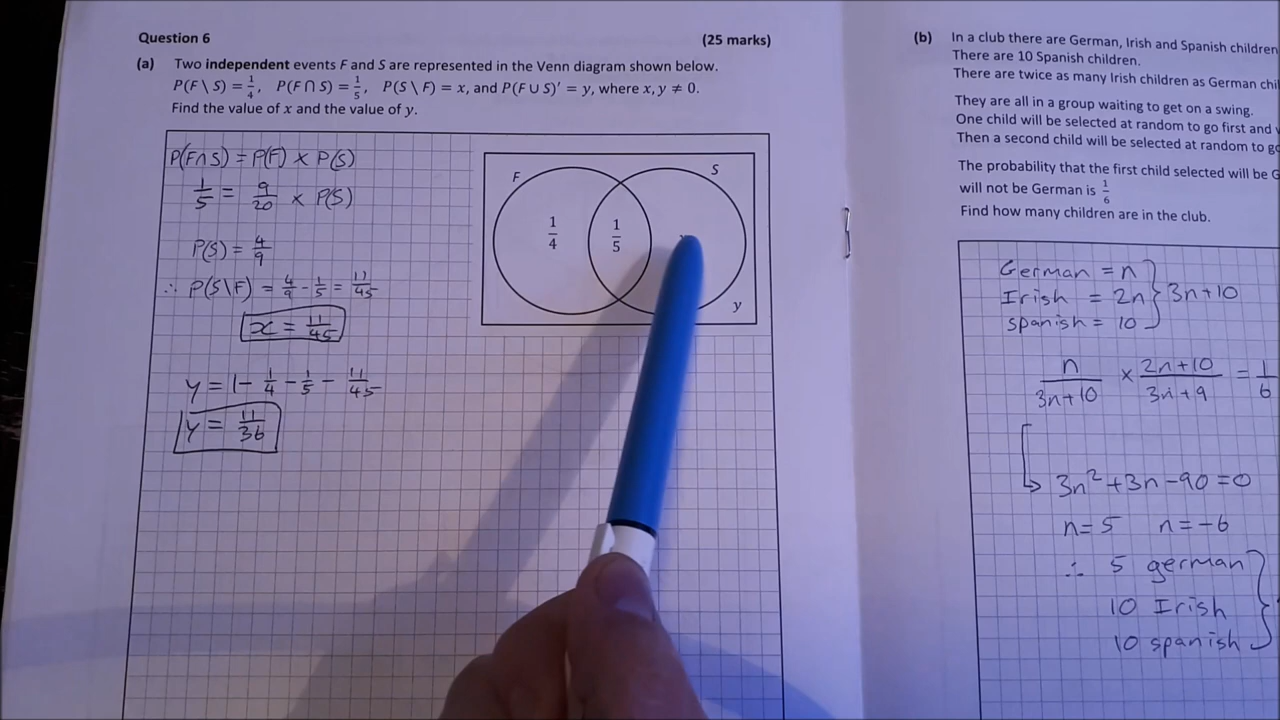 Question 6
(25 marks)
(a) Two independent events F and S are represented in the Venn diagram shown below.
P(F \ S) = 1/4, P(F ∩ S) = 1/5, P(S \ F) = x, and P(F ∪ S)′ = y, where x, y ≠ 0.
Find the value of x and the value of y.
P(F∩S) = P(F) × P(S)
1/5 = 9/20 × P(S)
P(S) = 4/9
∴ P(S\F) = 4/9 - 1/5 = 11/45
x = 11/45
y = 1 - 1/4 - 1/5 - 11/45
y = 11/36
F
S
1/4
1/5
y
(b) In a club there are German, Irish and Spanish children
There are 10 Spanish children.
There are twice as many Irish children as German
They are all in a group waiting to get on a swing.
One child will be selected at random to go first and
Then a second child will be selected at random to
The probability that the first child selected will be
will not be German is 1/6
Find how many children are in the club.
German = n
Irish = 2n } 3n+10
Spanish = 10
n/(3n+10) × (2n+10)/(3n+9) = 1/6
3n² + 3n - 90 = 0
n = 5 n = -6
∴ 5 german
10 Irish
10 spanish